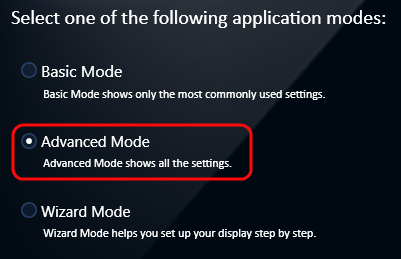 Select one of the following application modes:
Basic Mode
Basic Mode shows only the most commonly used settings.
Advanced Mode
Advanced Mode shows all the settings.
Wizard Mode
Wizard Mode helps you set up your display step by step.